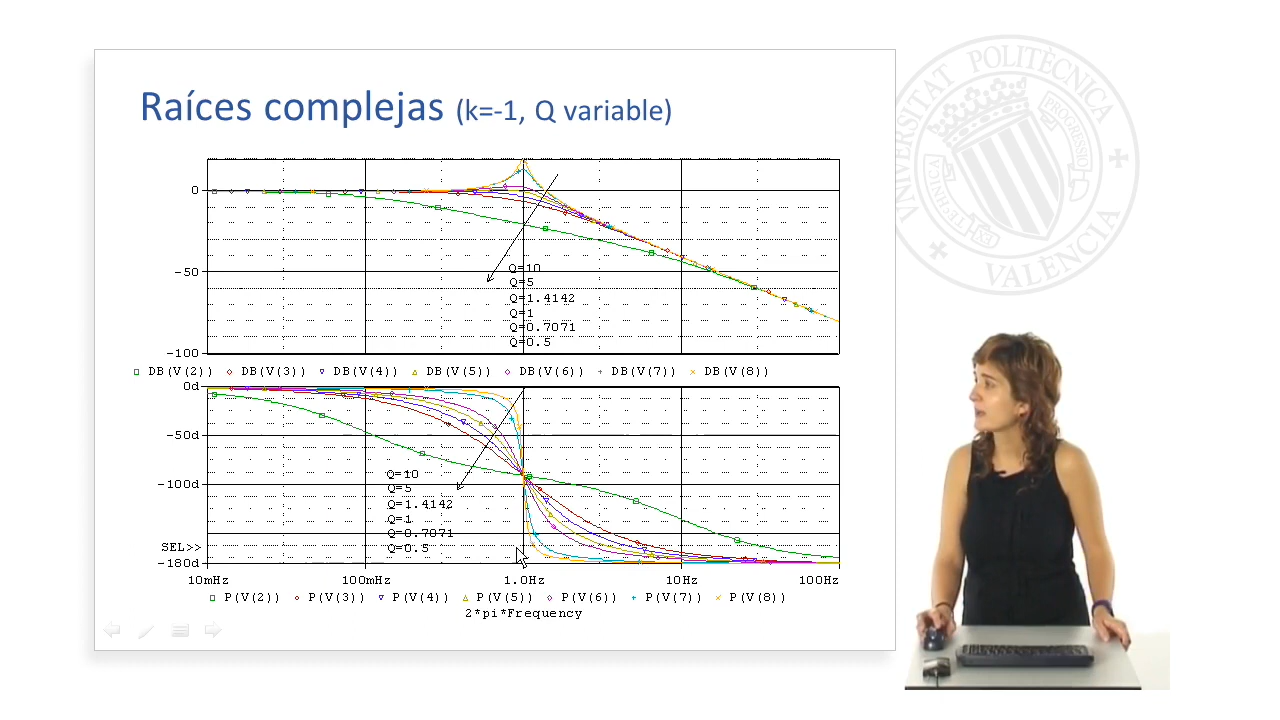 Raíces complejas (k=-1, Q variable)
0
-50
-100
Q=10
Q=5
Q=1.4142
Q=1
Q=0.7071
Q=0.5
DB(V(2)) DB(V(3)) DB(V(4)) DB(V(5)) DB(V(6)) DB(V(7)) DB(V(8))
0d
-50d
-100d
SEL>>
-180d
Q=10
Q=5
Q=1.4142
Q=1
Q=0.7071
Q=0.5
10mHz 100mHz 1.0Hz 10Hz 100Hz
P(V(2)) P(V(3)) P(V(4)) P(V(5)) P(V(6)) P(V(7)) P(V(8))
2*pi*Frequency
UNIVERSITAT POLITÈCNICA
VALÈNCIA